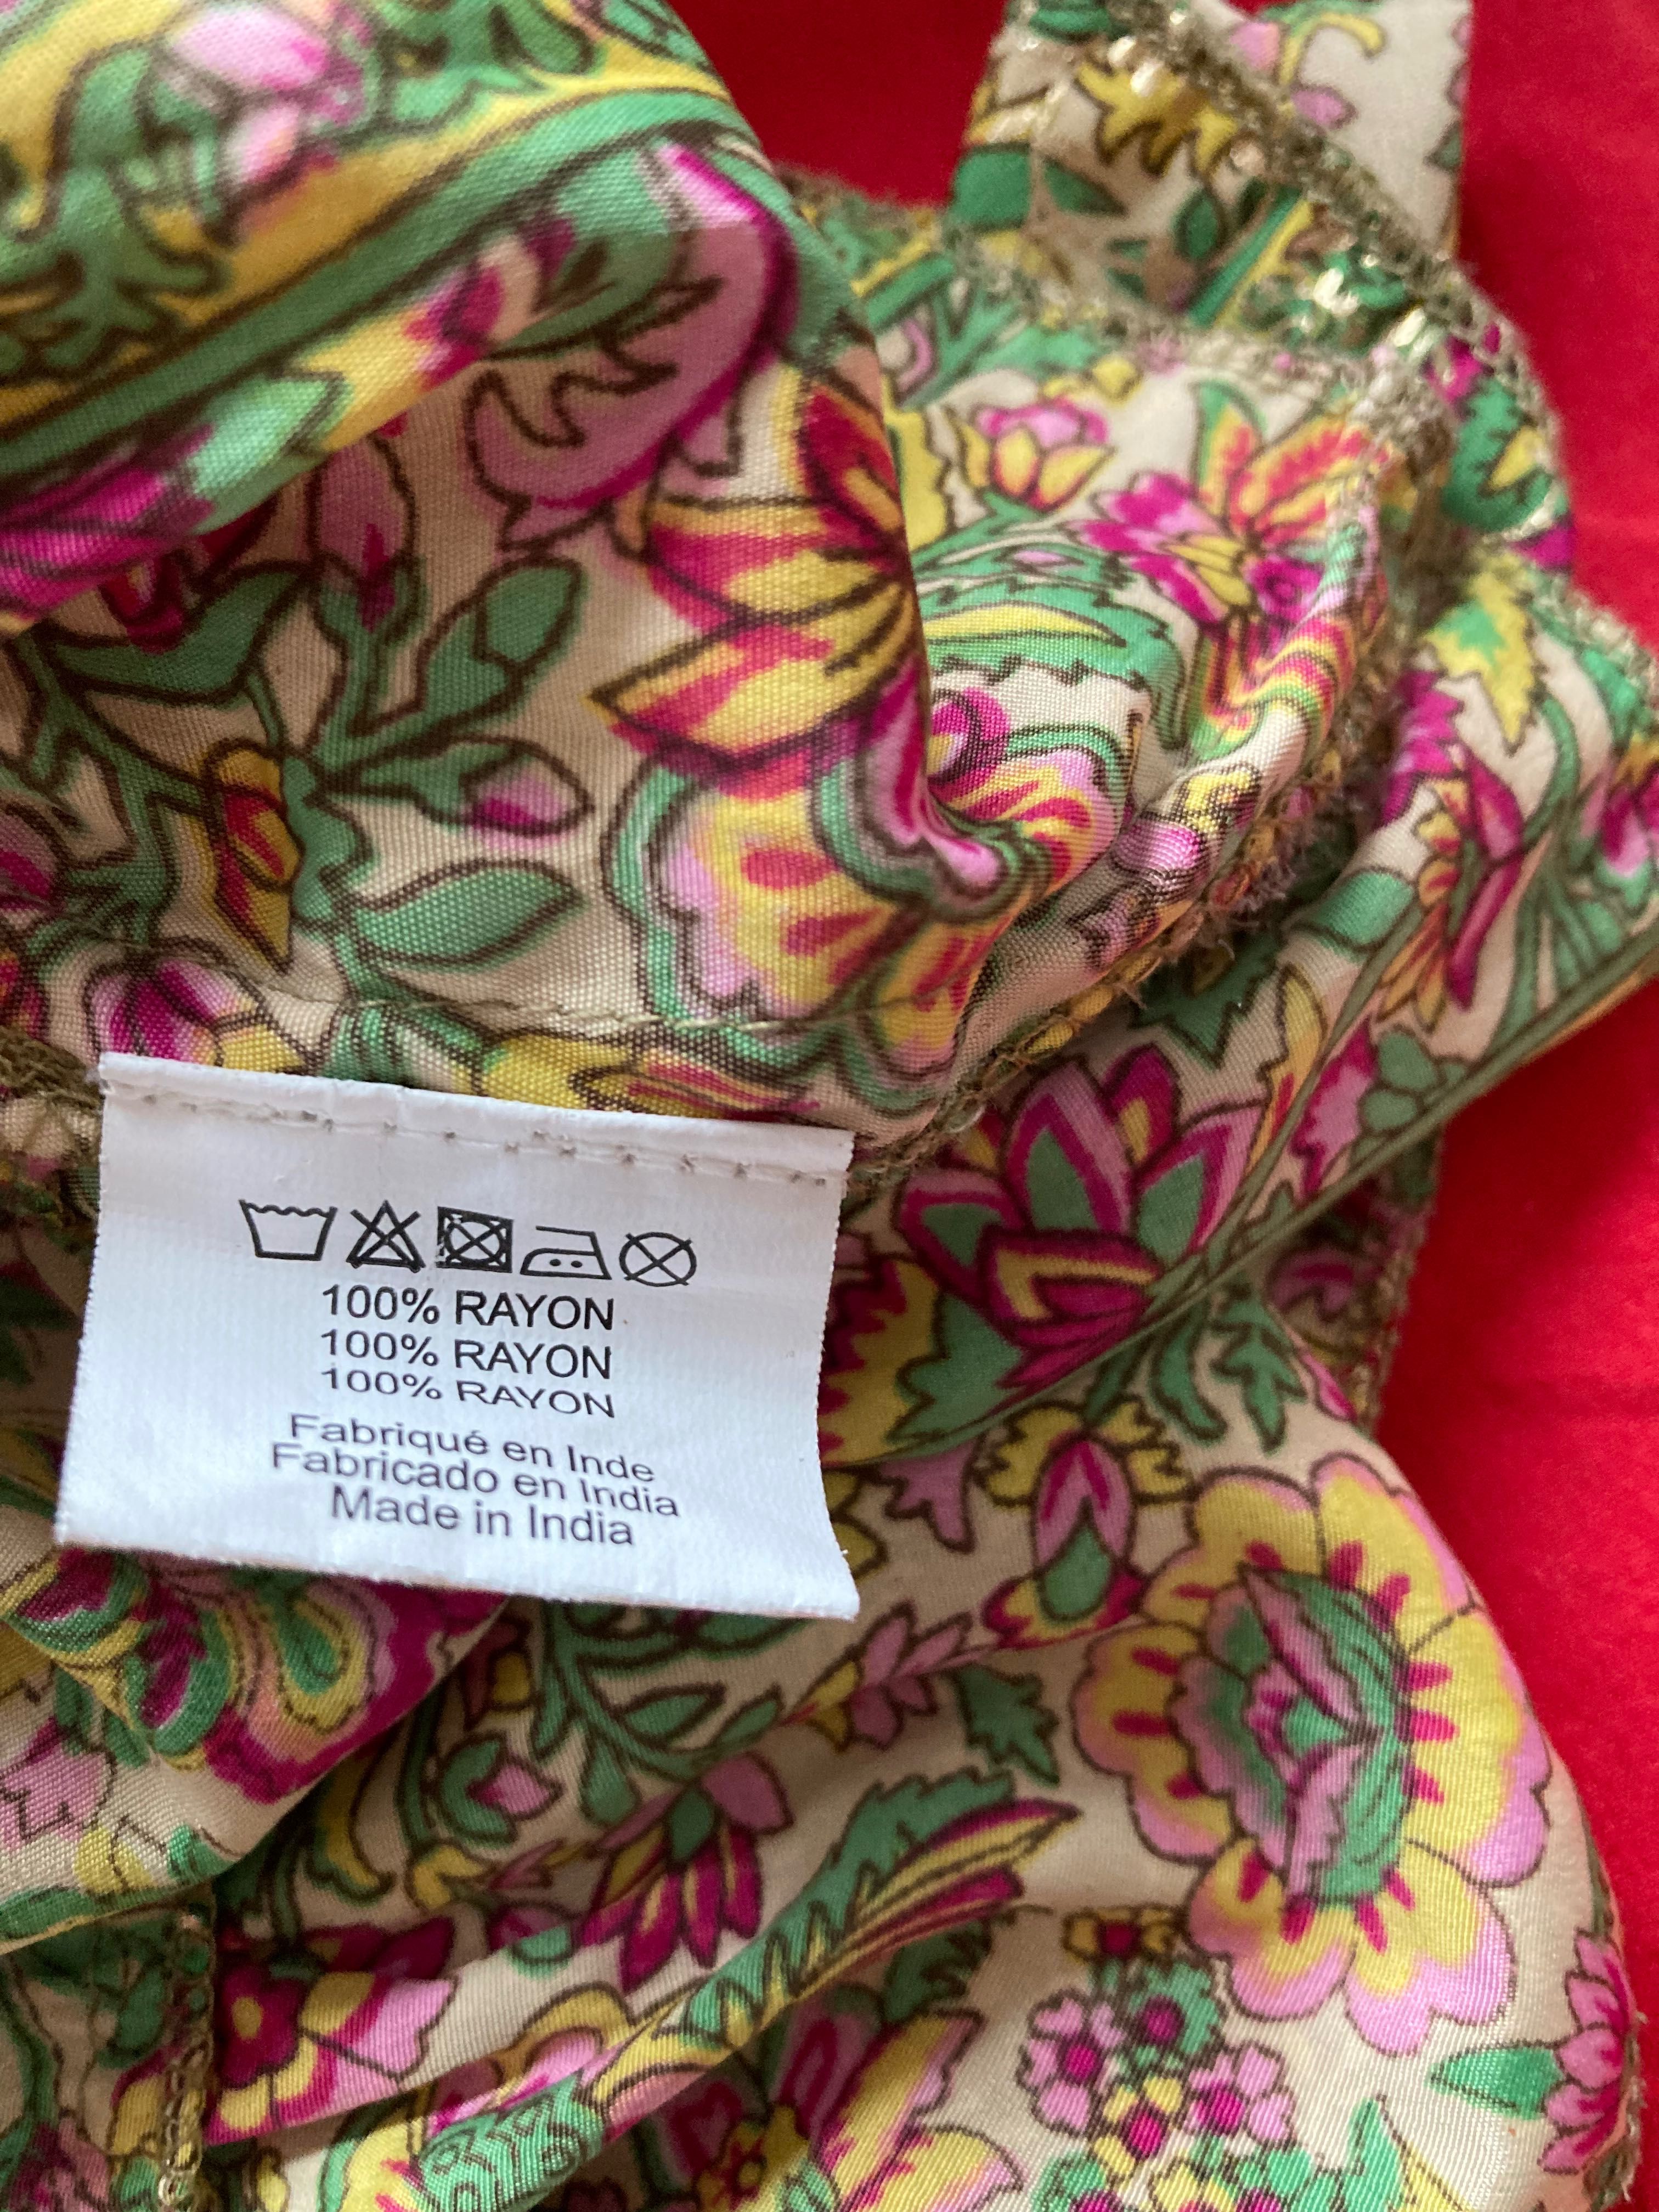 100% RAYON
100% RAYON
100% RAYON
Fabriqué en Inde
Fabricado en India
Made in India